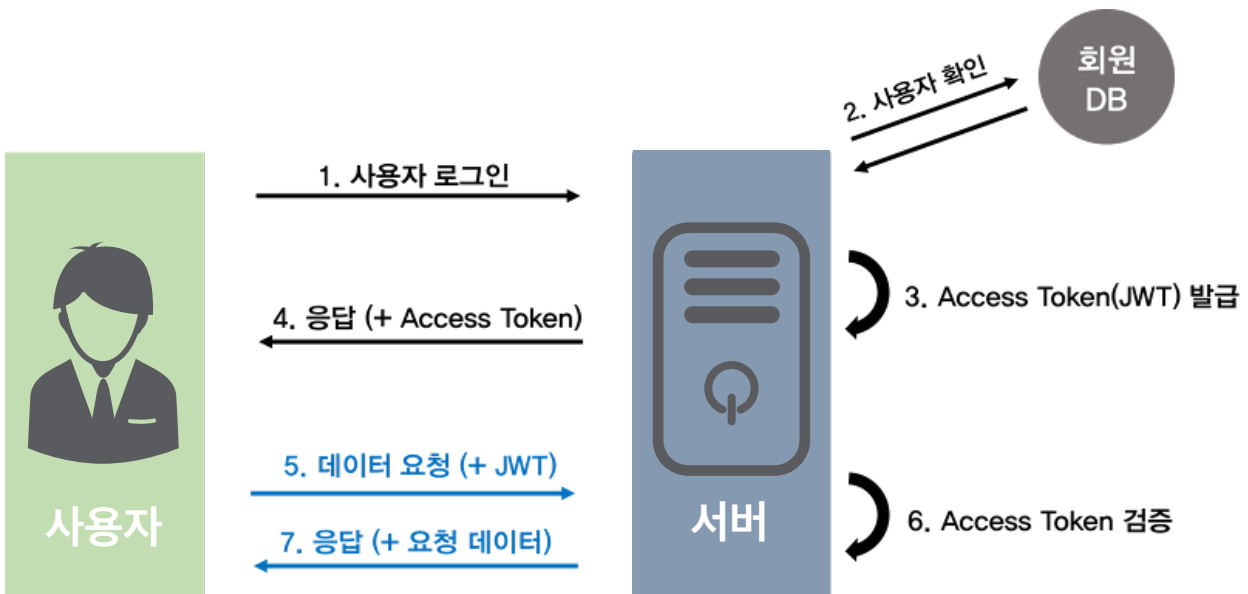 회원
DB
2. 사용자 확인
1. 사용자 로그인
3. Access Token(JWT) 발급
4. 응답 (+ Access Token)
5. 데이터 요청 (+ JWT)
6. Access Token 검증
7. 응답 (+ 요청 데이터)
사용자
서버